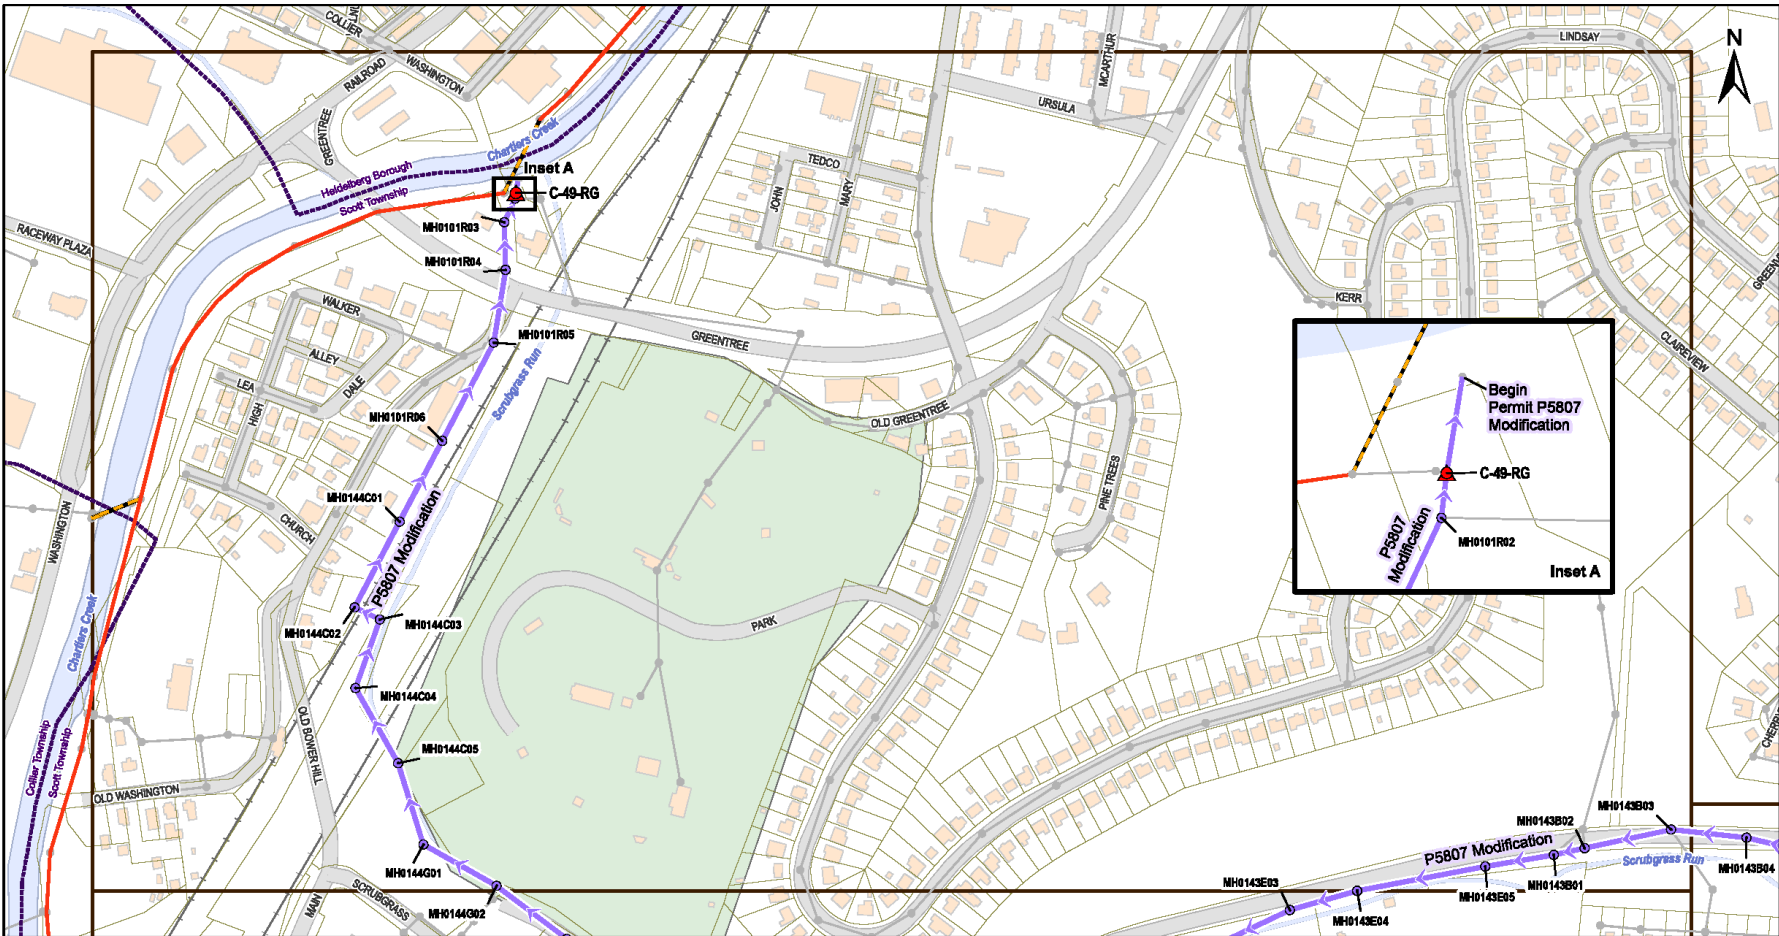 COLLIER
WASHINGTON
RAILROAD
GREENTREE
Chartiers Creek
Inset A
C-49-RG
Heidelberg Borough
Scott Township
MH0101R03
MH0101R04
MH0101R05
MH0101R06
RACEWAY PLAZA
WALKER
ALLEY
LEA
DALE
HIGH
CHURCH
WASHINGTON
GREENTREE
Scrubgrass Run
TEDCO
JOHN
MARY
URSULA
MCARTHUR
LINDSAY
N
KERR
CLAIREVIEW
OLD GREENTREE
PINE TREES
PARK
MH0144C01
P5807 Modification
MH0144C02
MH0144C03
MH0144C04
MH0144C05
MH0144G01
MH0144G02
Chartiers Creek
Collier Township
Scott Township
OLD WASHINGTON
OLD BOWER HILL
MAIN
SCRUBGRASS
Begin
Permit P5807
Modification
C-49-RG
P5807
Modification
MH0101R02
Inset A
MH0143B03
MH0143B02
P5807 Modification
Scrubgrass Run
MH0143B04
MH0143B01
MH0143E05
MH0143E03
MH0143E04